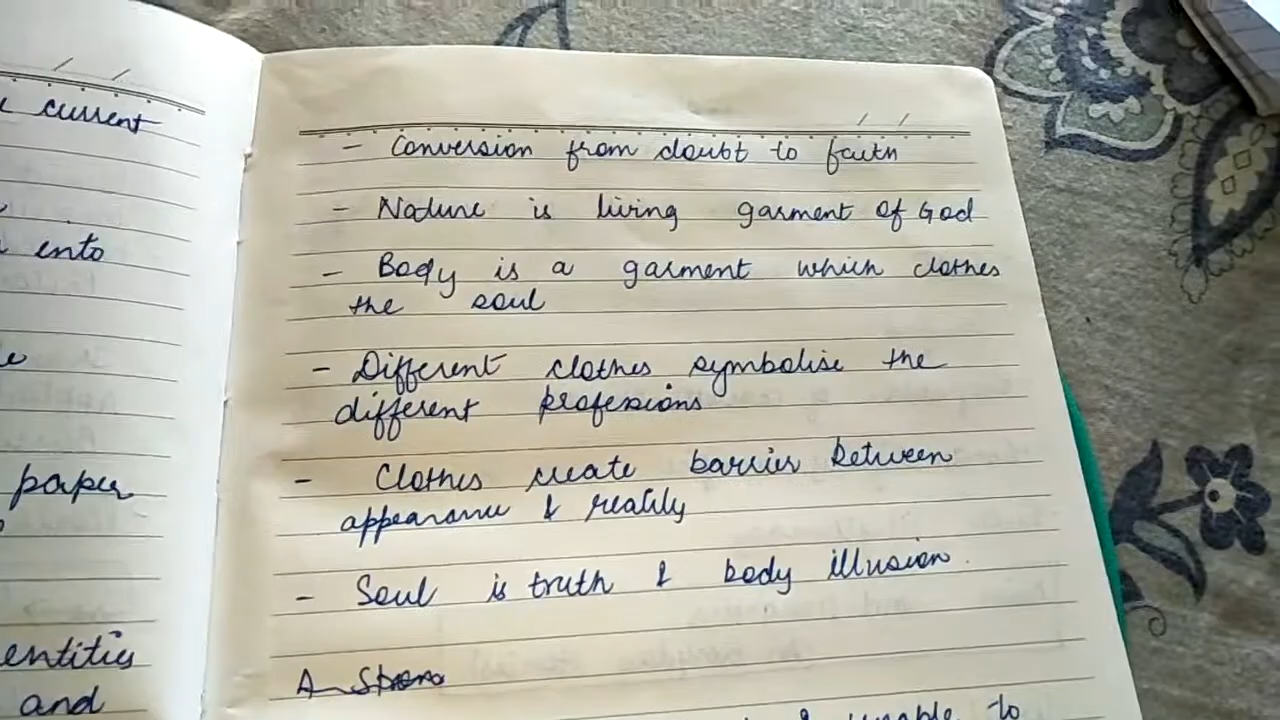 current
ento
paper
entities
and
- Conversion from doubt to faith
- Nature is living garment of God
- Body is a garment which clothes
the soul
- Different clothes symbolise the
different professions
- Clothes create barrier between
appearance & reality
- Soul is truth & body illusion.
A Strong
& unable to